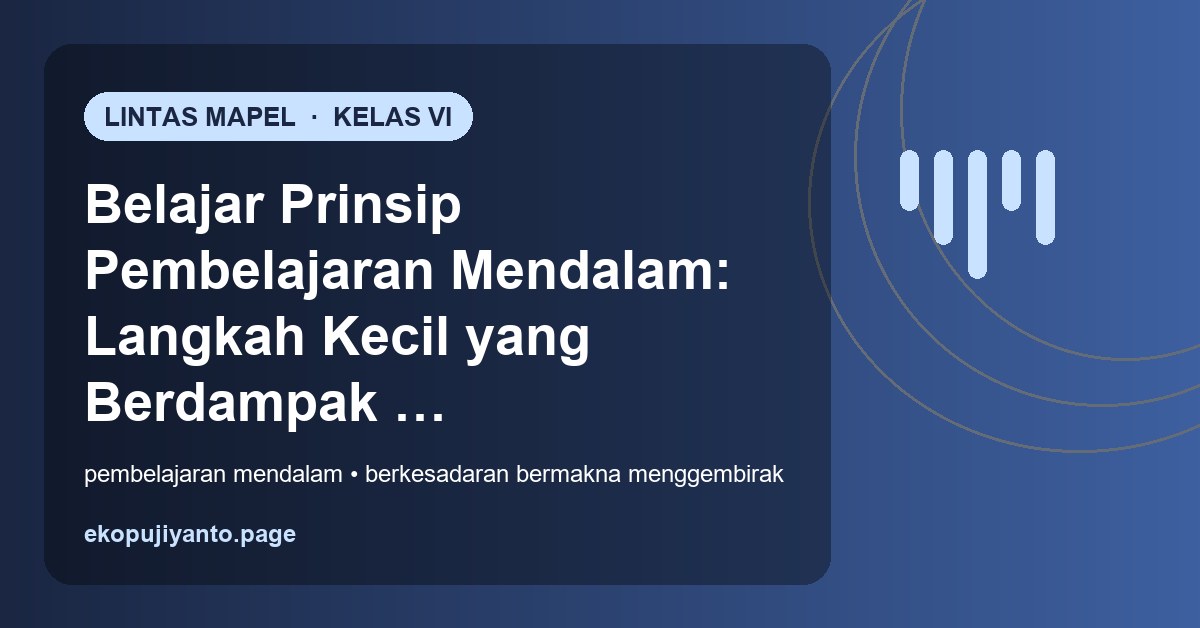 LINTAS MAPEL · KELAS VI
Belajar Prinsip
Pembelajaran Mendalam:
Langkah Kecil yang
Berdampak …
pembelajaran mendalam • berkesadaran bermakna menggembirak
ekopujiyanto.page